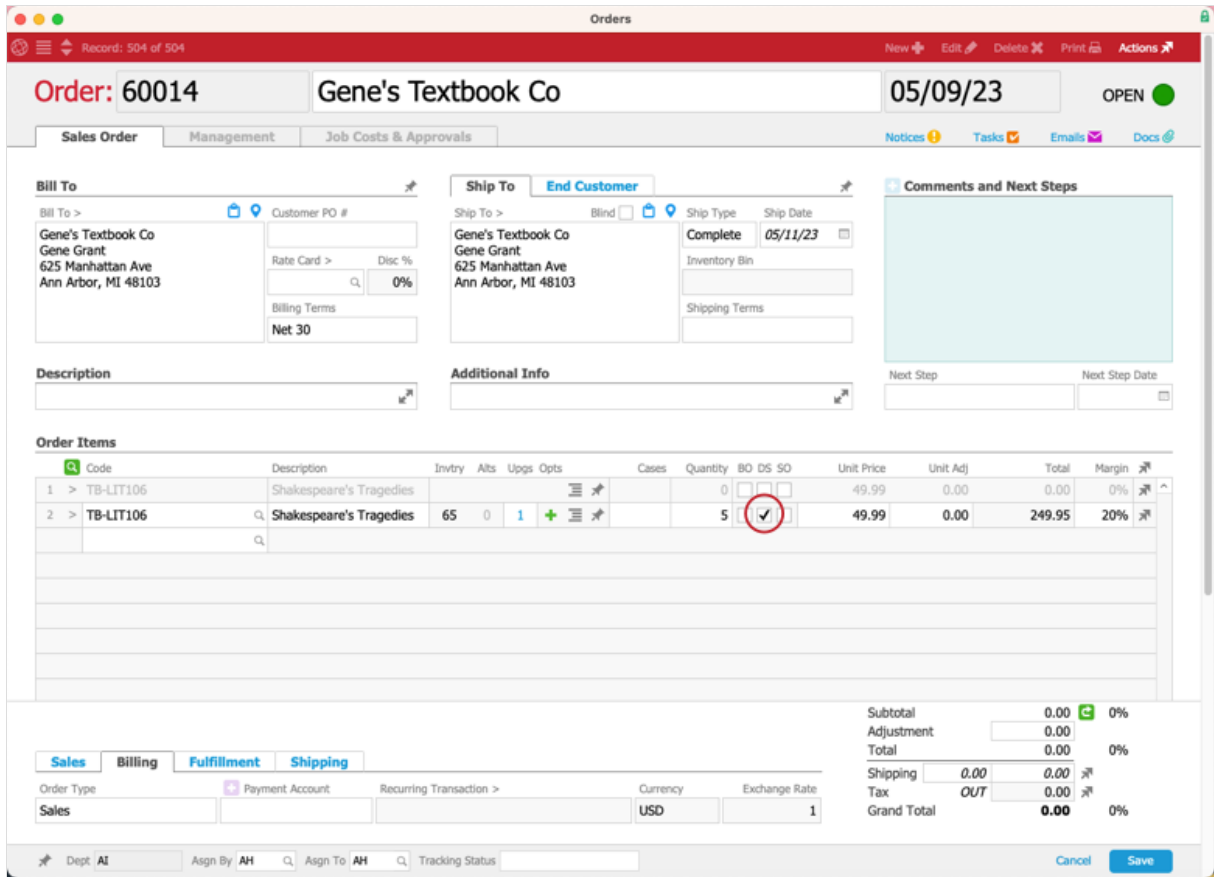 Orders
Record: 504 of 504 New Edit Delete Print Actions
Order: 60014 Gene's Textbook Co 05/09/23 OPEN
Sales Order Management Job Costs & Approvals Notices Tasks Emails Docs
Bill To Ship To End Customer Comments and Next Steps
Bill To > Customer PO # Ship To > Blind Ship Type Ship Date
Gene's Textbook Co Gene's Textbook Co Complete 05/11/23
Gene Grant Gene Grant
625 Manhattan Ave Rate Card > Disc % 625 Manhattan Ave Inventory Bin
Ann Arbor, MI 48103 0% Ann Arbor, MI 48103
Billing Terms Shipping Terms
Net 30
Description Additional Info Next Step Next Step Date
Order Items
Code Description Invtry Alts Upgs Opts Cases Quantity BO DS SO Unit Price Unit Adj Total Margin
1 > TB-LIT106 Shakespeare's Tragedies 0 49.99 0.00 0.00 0%
2 > TB-LIT106 Shakespeare's Tragedies 65 0 1 5 49.99 0.00 249.95 20%
Subtotal 0.00 0%
Adjustment 0.00
Total 0.00 0%
Sales Billing Fulfillment Shipping
Shipping 0.00 0.00
Order Type Payment Account Recurring Transaction > Currency Exchange Rate Tax OUT 0.00
Sales USD 1 Grand Total 0.00 0%
Dept AI Asgn By AH Asgn To AH Tracking Status Cancel Save